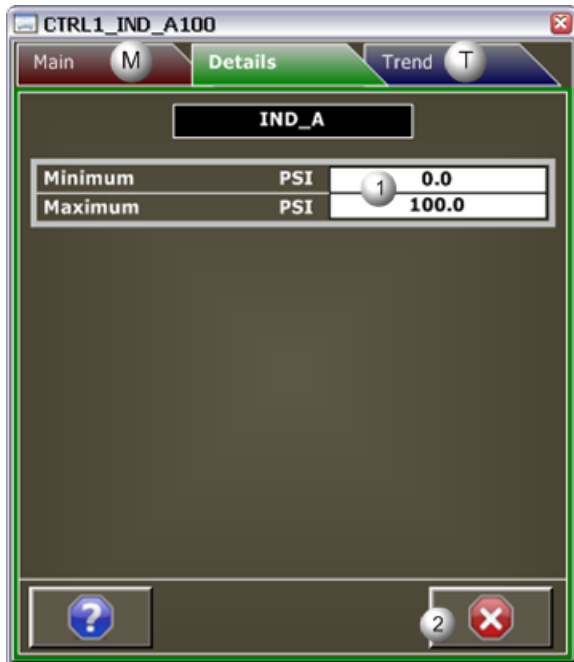 CTRL1_IND_A100
Main M Details Trend T
IND_A
Minimum PSI 1 0.0
Maximum PSI 100.0
?
2